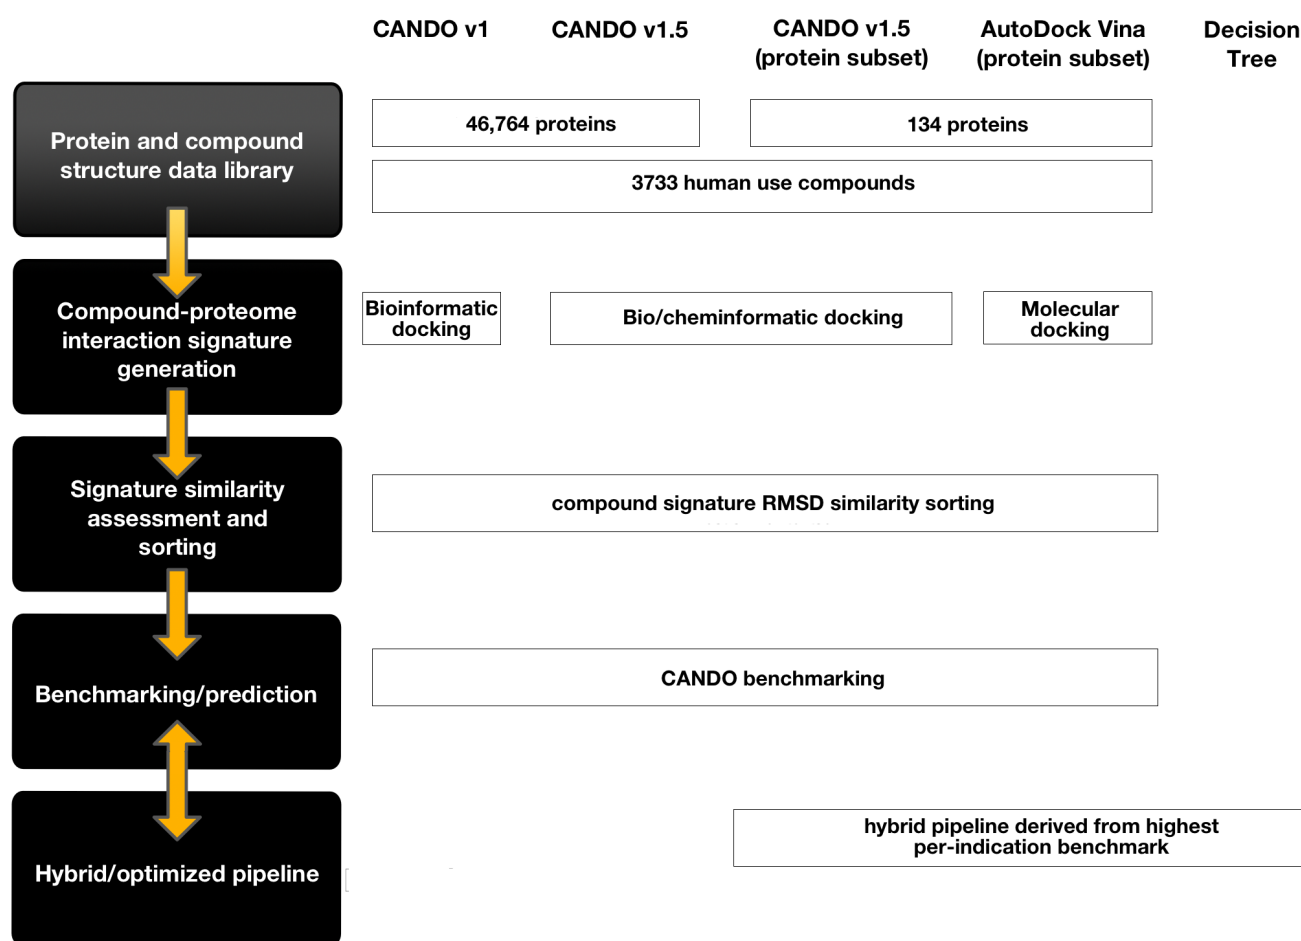 CANDO v1
CANDO v1.5
CANDO v1.5
(protein subset)
AutoDock Vina
(protein subset)
Decision
Tree
Protein and compound
structure data library
46,764 proteins
134 proteins
3733 human use compounds
Compound-proteome
interaction signature
generation
Bioinformatic
docking
Bio/cheminformatic docking
Molecular
docking
Signature similarity
assessment and
sorting
compound signature RMSD similarity sorting
Benchmarking/prediction
CANDO benchmarking
Hybrid/optimized pipeline
hybrid pipeline derived from highest
per-indication benchmark